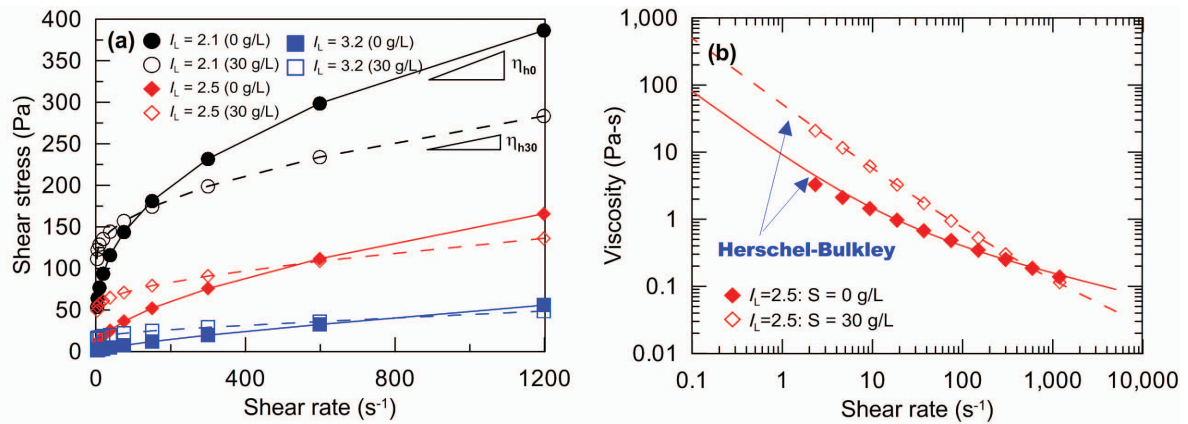 (a)
I_L = 2.1 (0 g/L)
I_L = 2.1 (30 g/L)
I_L = 2.5 (0 g/L)
I_L = 2.5 (30 g/L)
I_L = 3.2 (0 g/L)
I_L = 3.2 (30 g/L)
η_h0
η_h30
Shear stress (Pa)
400
350
300
250
200
150
100
50
0
0 400 800 1200
Shear rate (s⁻¹)
(b)
Viscosity (Pa-s)
1,000
100
10
1
0.1
0.01
Herschel-Bulkley
I_L=2.5: S = 0 g/L
I_L=2.5: S = 30 g/L
0.1 1 10 100 1,000 10,000
Shear rate (s⁻¹)